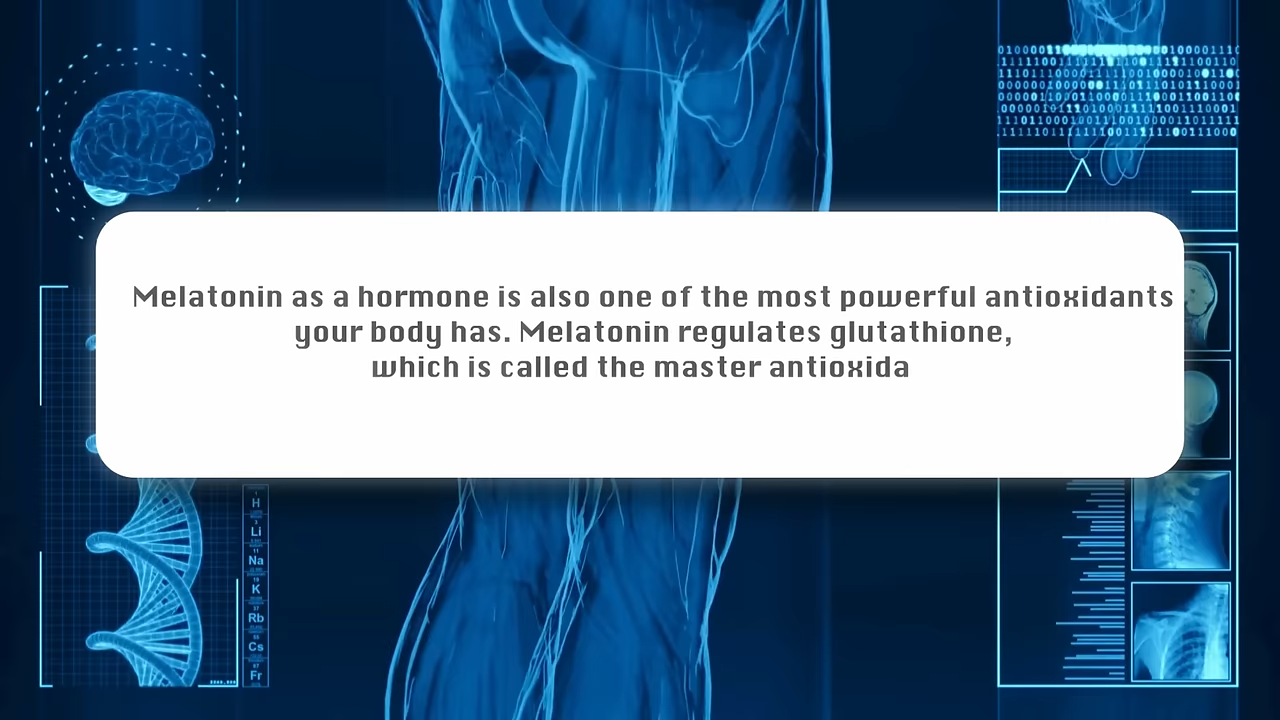 Melatonin as a hormone is also one of the most powerful antioxidants
your body has. Melatonin regulates glutathione,
which is called the master antioxida
H
Li
Na
K
Rb
Cs
Fr